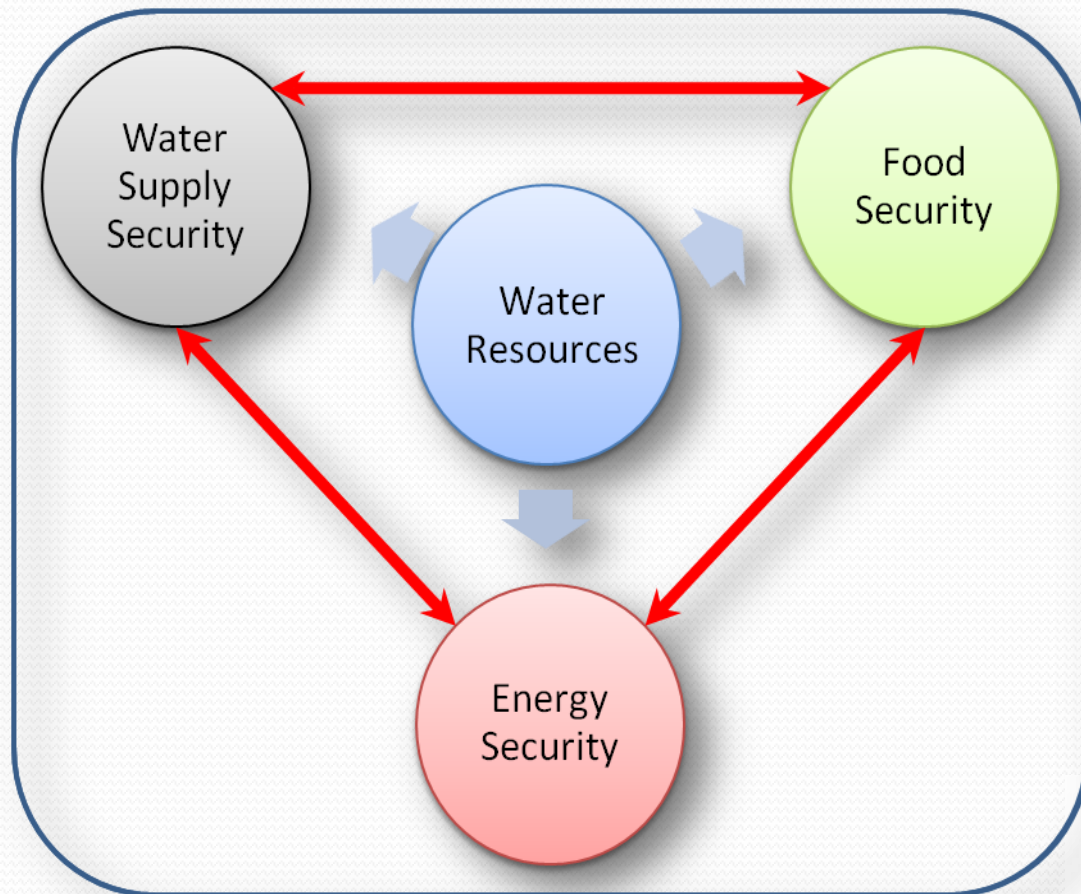 Water
Supply
Security
Food
Security
Water
Resources
Energy
Security